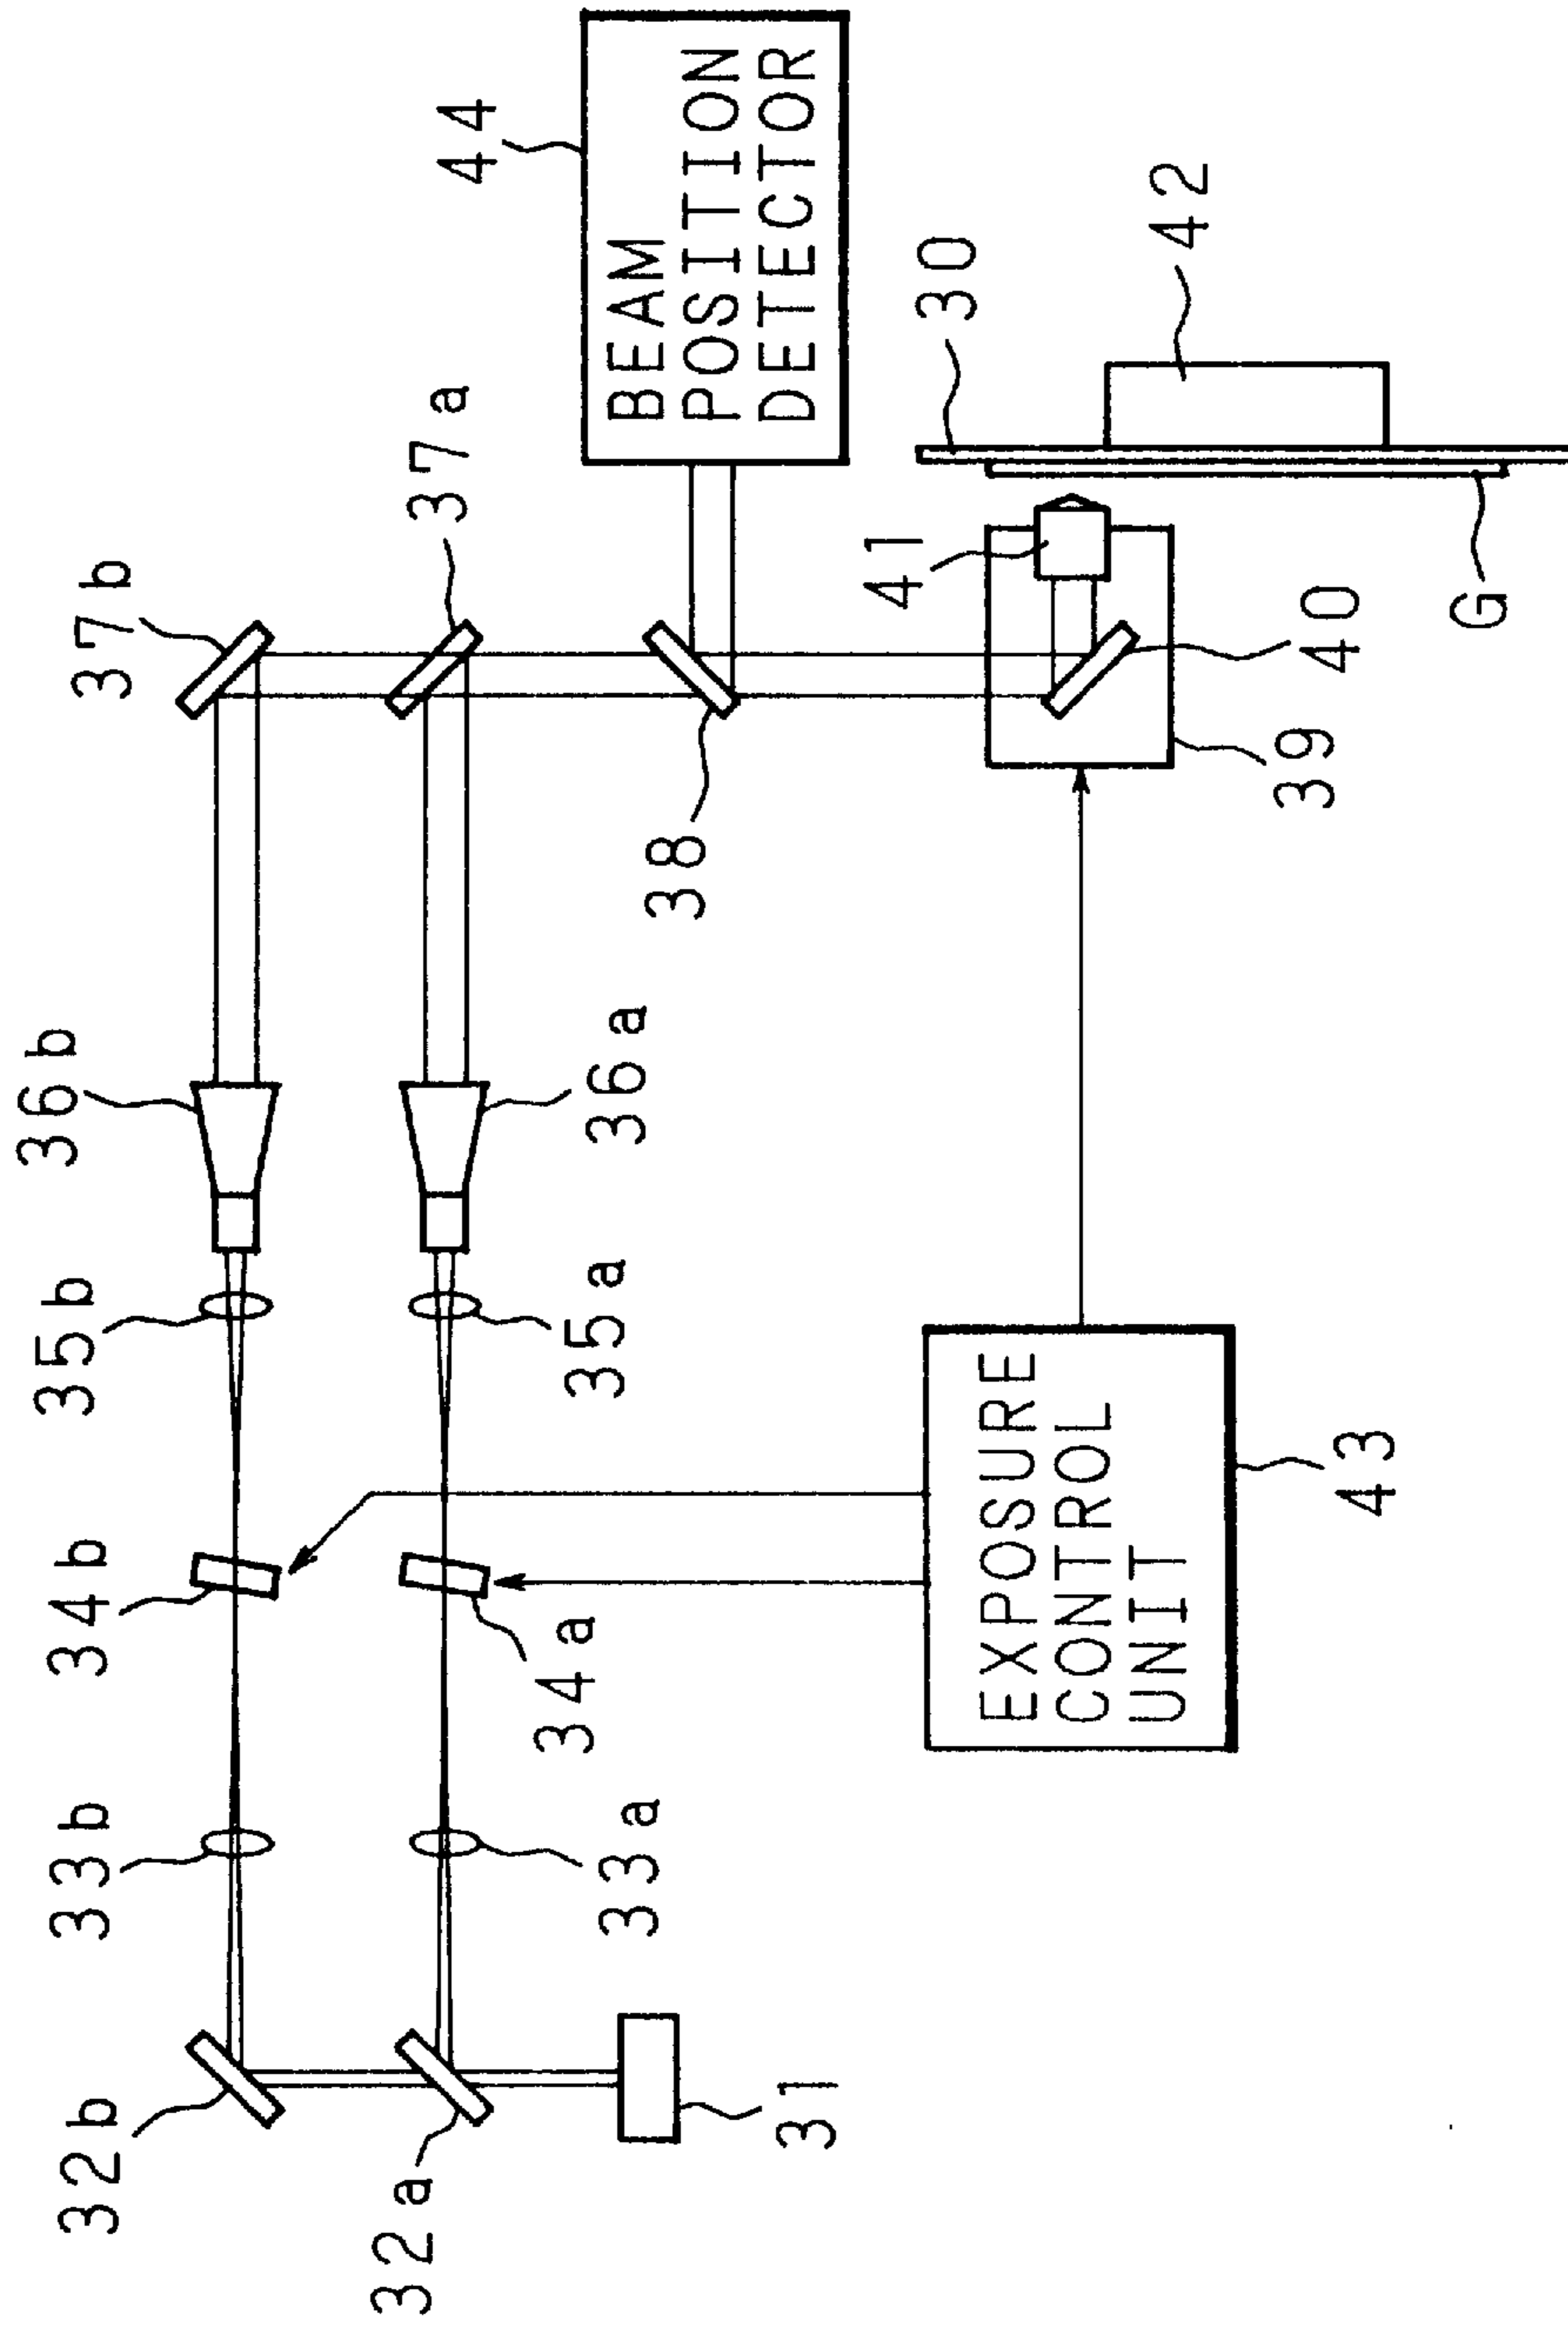 32b
33b
34b
35b
36b
37b
32a
33a
34a
35a
36a
37a
44
BEAM
POSITION
DETECTOR
31
38
EXPOSURE
CONTROL
UNIT
43
41
30
39
40
42
G